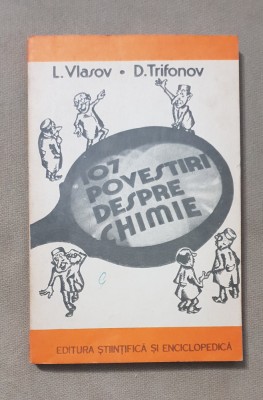 L. Vlasov • D. Trifonov
107
POVESTIRI
DESPRE
CHIMIE
EDITURA ȘTIINȚIFICĂ ȘI ENCICLOPEDICĂ